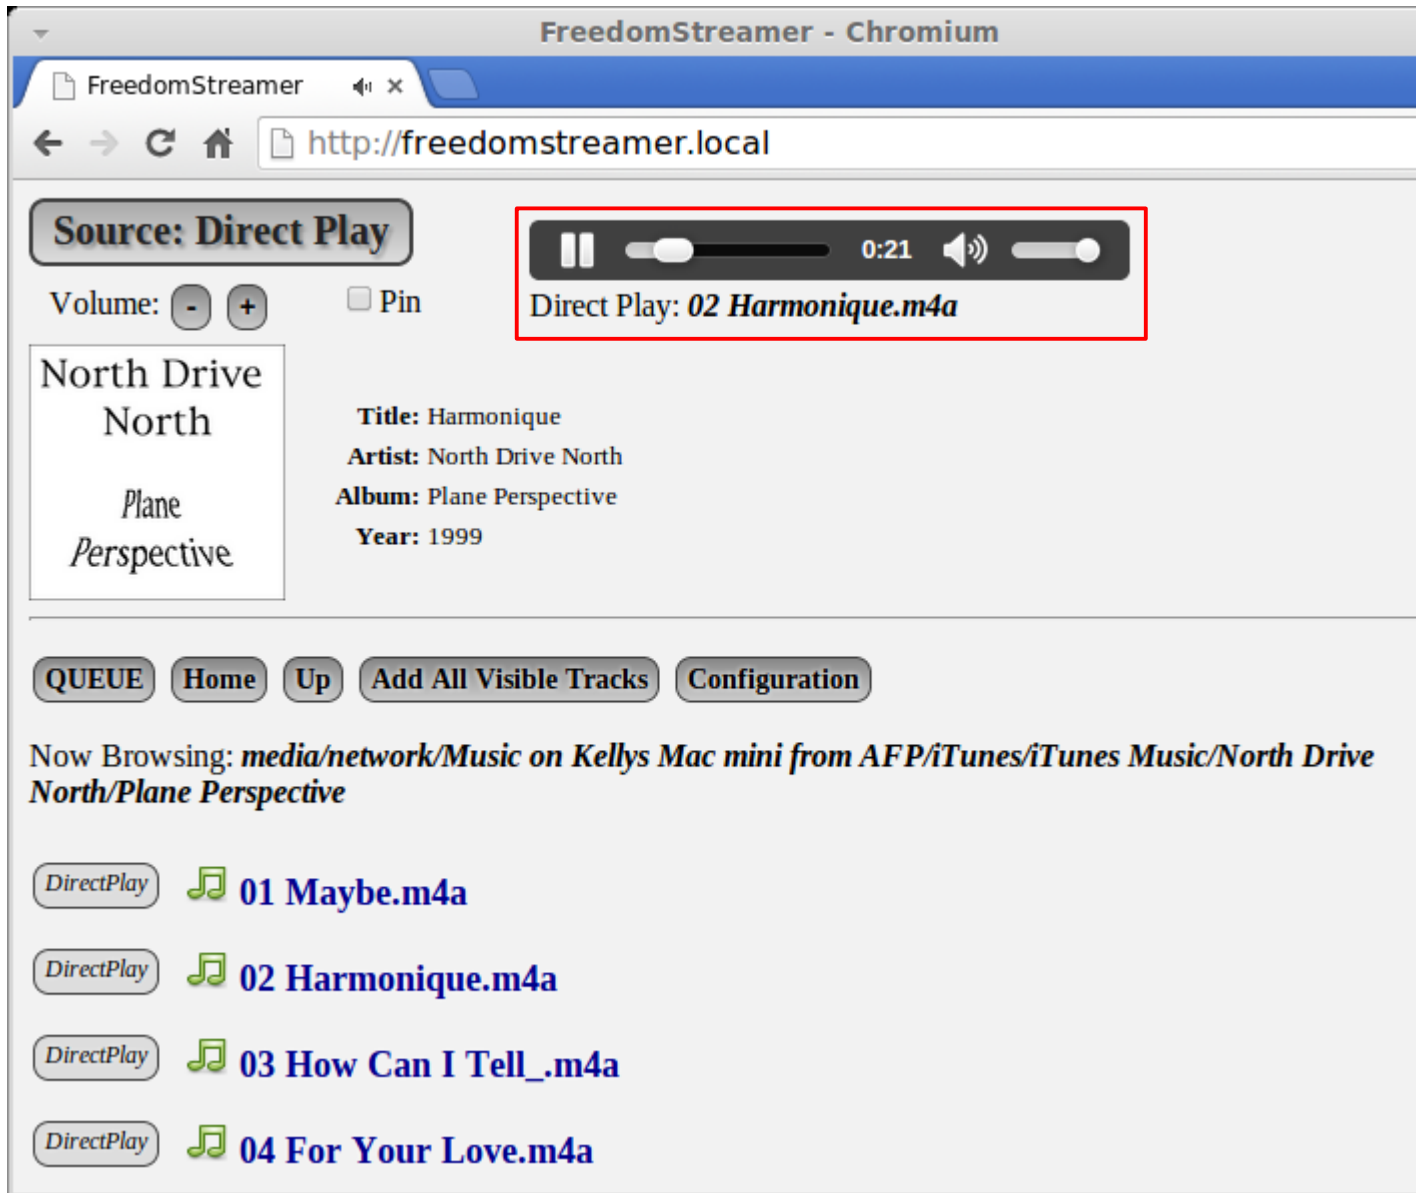 FreedomStreamer - Chromium
FreedomStreamer
http://freedomstreamer.local
Source: Direct Play
0:21
Volume: - + Pin
Direct Play: 02 Harmonique.m4a
North Drive
North
Plane
Perspective
Title: Harmonique
Artist: North Drive North
Album: Plane Perspective
Year: 1999
QUEUE Home Up Add All Visible Tracks Configuration
Now Browsing: media/network/Music on Kellys Mac mini from AFP/iTunes/iTunes Music/North Drive
North/Plane Perspective
DirectPlay 01 Maybe.m4a
DirectPlay 02 Harmonique.m4a
DirectPlay 03 How Can I Tell_.m4a
DirectPlay 04 For Your Love.m4a